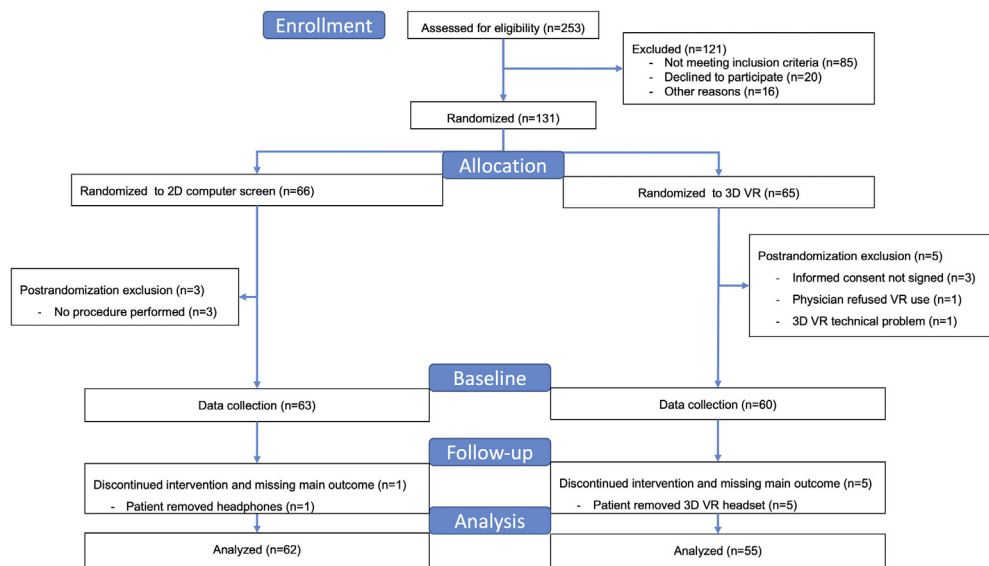 Enrollment
Assessed for eligibility (n=253)
Excluded (n=121)
- Not meeting inclusion criteria (n=85)
- Declined to participate (n=20)
- Other reasons (n=16)
Randomized (n=131)
Allocation
Randomized to 2D computer screen (n=66)
Randomized to 3D VR (n=65)
Postrandomization exclusion (n=3)
- No procedure performed (n=3)
Postrandomization exclusion (n=5)
- Informed consent not signed (n=3)
- Physician refused VR use (n=1)
- 3D VR technical problem (n=1)
Baseline
Data collection (n=63)
Data collection (n=60)
Follow-up
Discontinued intervention and missing main outcome (n=1)
- Patient removed headphones (n=1)
Discontinued intervention and missing main outcome (n=5)
- Patient removed 3D VR headset (n=5)
Analysis
Analyzed (n=62)
Analyzed (n=55)